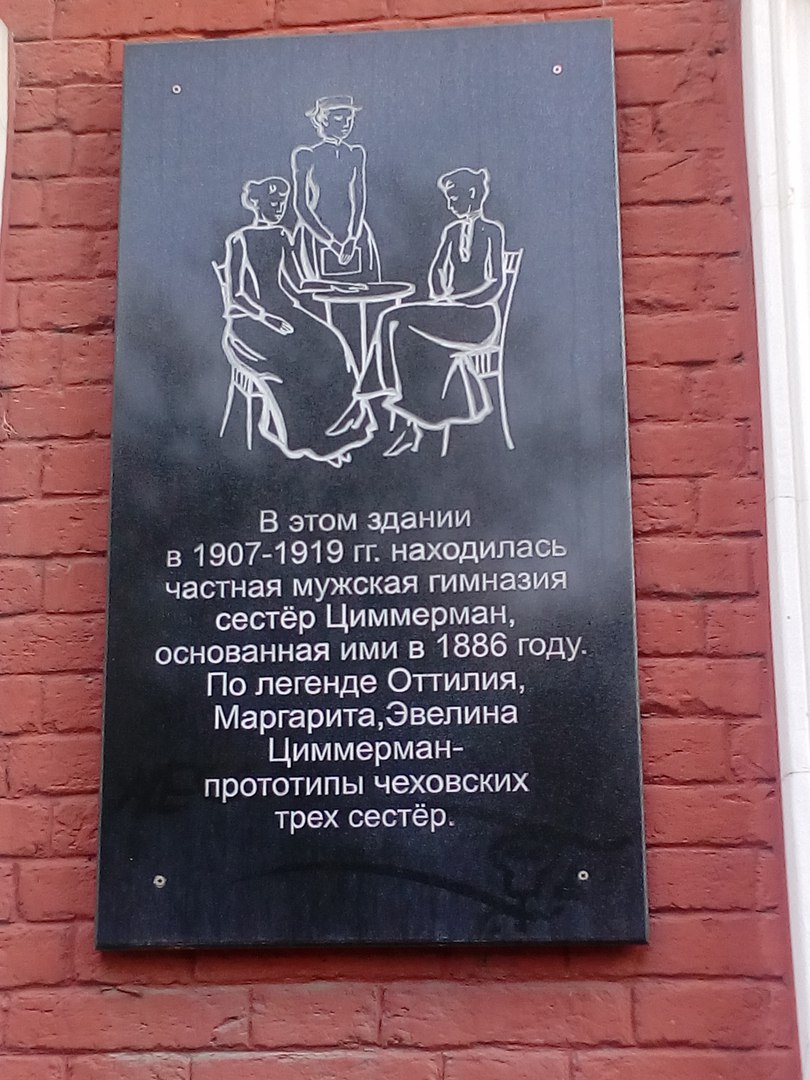 В этом здании
в 1907-1919 гг. находилась
частная мужская гимназия
сестёр Циммерман,
основанная ими в 1886 году.
По легенде Оттилия,
Маргарита,Эвелина
Циммерман-
прототипы чеховских
трех сестёр.